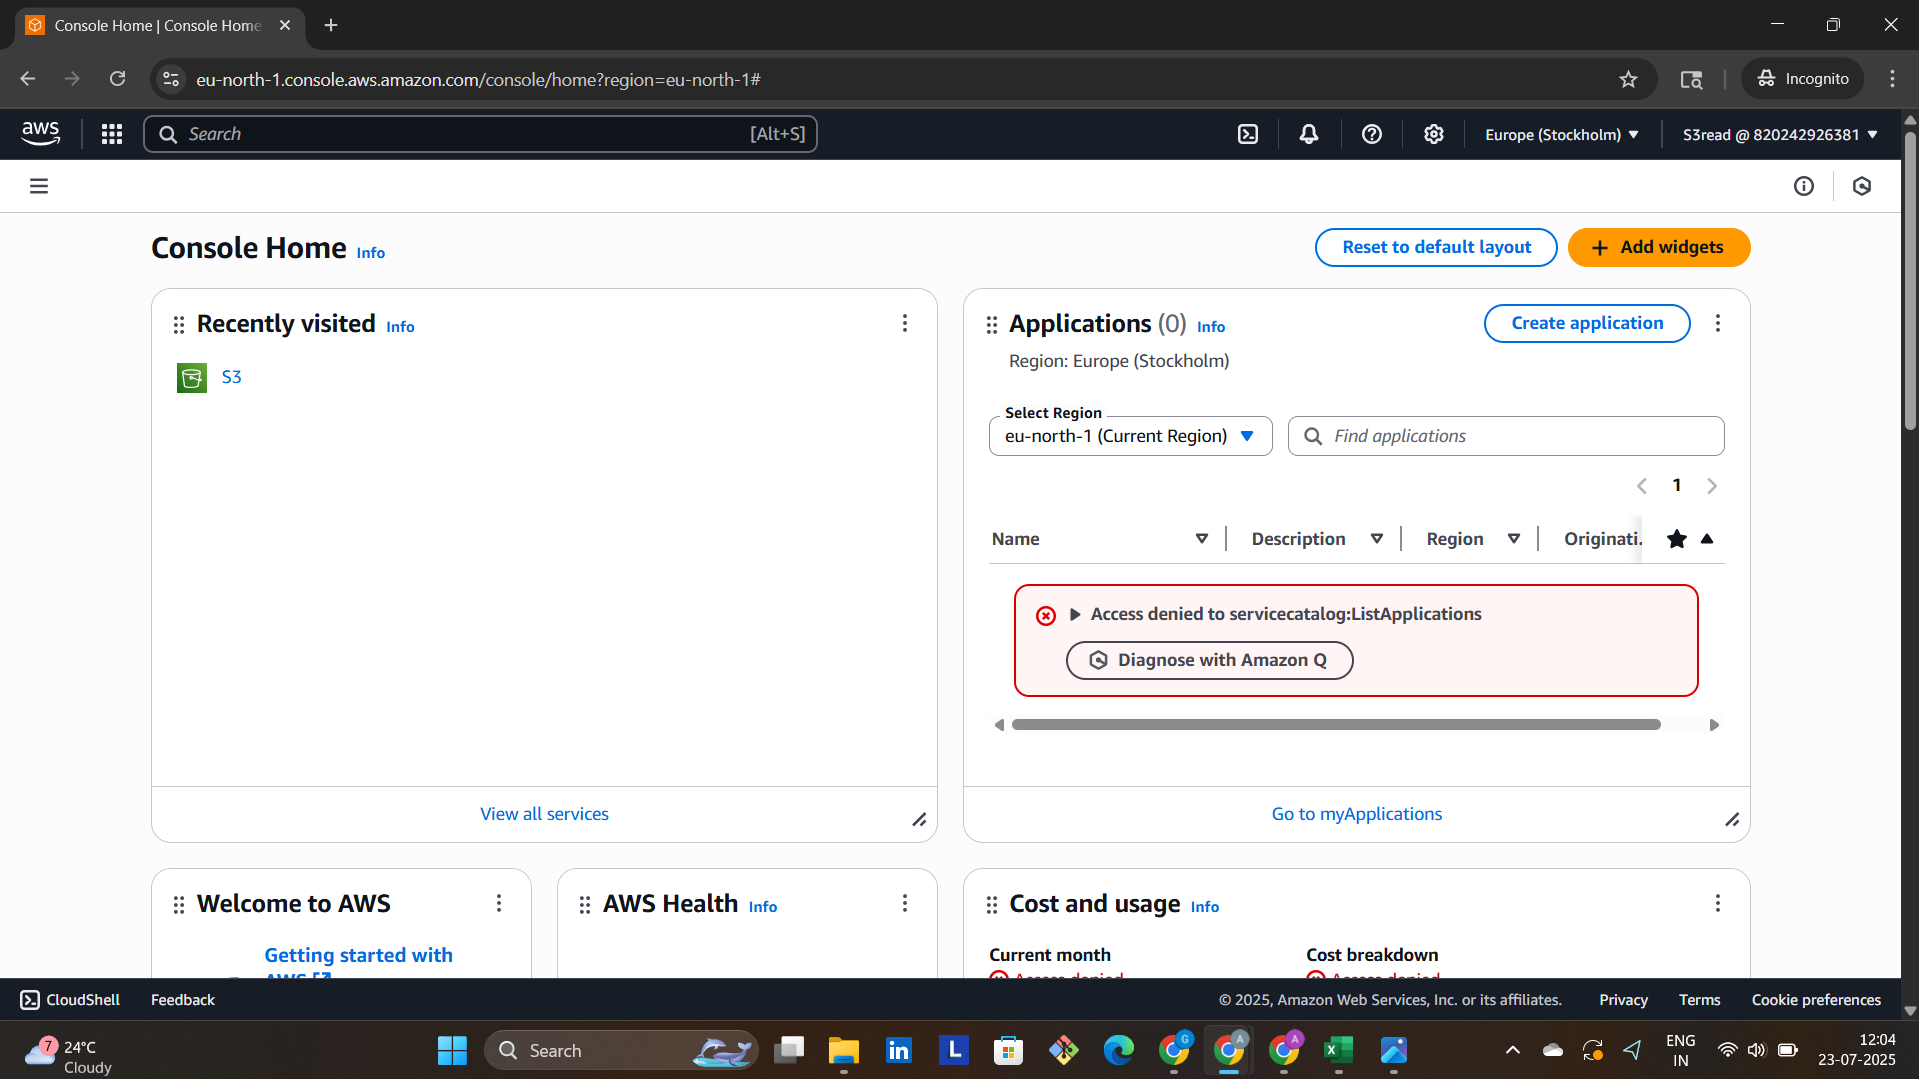 Console Home | Console Home
eu-north-1.console.aws.amazon.com/console/home?region=eu-north-1#
Incognito
aws
Search
[Alt+S]
Europe (Stockholm)
S3read @ 820242926381
Console Home Info
Reset to default layout
Add widgets
Recently visited Info
S3
View all services
Applications (0) Info
Create application
Region: Europe (Stockholm)
Select Region
eu-north-1 (Current Region)
Find applications
1
Name
Description
Region
Originati.
Access denied to servicecatalog:ListApplications
Diagnose with Amazon Q
Go to myApplications
Welcome to AWS
Getting started with
AWS
AWS Health Info
Cost and usage Info
Current month
Access denied
Cost breakdown
Access denied
CloudShell
Feedback
© 2025, Amazon Web Services, Inc. or its affiliates.
Privacy
Terms
Cookie preferences
7
24°C
Cloudy
Search
in
L
G
A
A
X
ENG
IN
12:04
23-07-2025